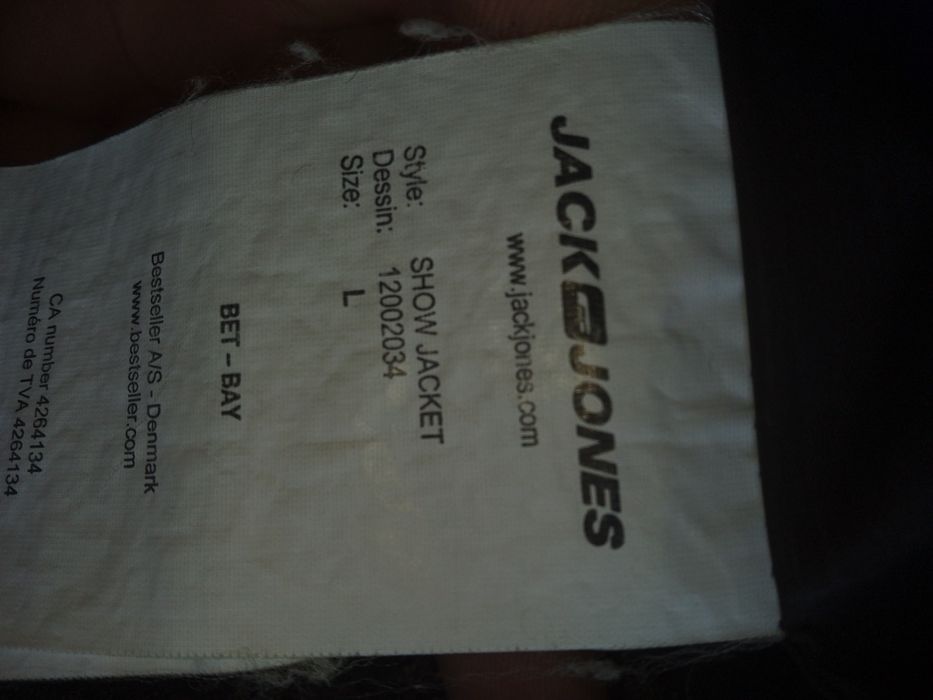 JACK JONES
www.jackjones.com
Style: SHOW JACKET
Dessin: 12002034
Size: L
BET - BAY
Bestseller A/S - Denmark
www.bestseller.com
CA number 4264134
Numéro de TVA 4264134